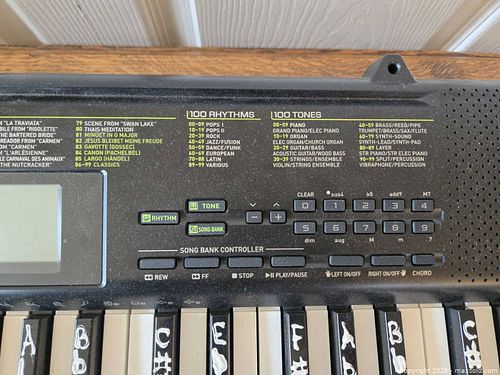 100 RHYTHMS
100 TONES
"LA TRAVIATA"
"RIGOLETTE"
THE BARTERED BRIDE"
"CARMEN"
"CARMEN"
"L'ARLÉSIENNE"
CARNAVAL DES ANIMAUX"
THE NUTCRACKER"
79 SCENE FROM "SWAN LAKE"
80 THAIS MEDITATION
81 MINUET IN G MAJOR
82 JESUS BLEIBET MEINE FREUDE
83 GAVOTTE (GOSSEC)
84 CANON (PACHELBEL)
85 LARGO (HÄNDEL)
86-99 CLASSICS
00-09 POPS I
10-19 POPS II
20-39 ROCK
40-49 JAZZ/FUSION
50-59 DANCE/FUNK
60-69 EUROPEAN
70-88 LATIN
89-99 VARIOUS
00-09 PIANO
GRAND PIANO/ELEC PIANO
10-19 ORGAN
ELEC ORGAN/CHURCH ORGAN
20-29 GUITAR/BASS
ACOUSTIC GUITAR/WOOD BASS
30-39 STRINGS/ENSEMBLE
VIOLIN/STRING ENSEMBLE
40-59 BRASS/REED/PIPE
TRUMPET/BRASS/SAX/FLUTE
60-79 SYNTH-SOUND
SYNTH-LEAD/SYNTH-PAD
80-89 LAYER
STR PIANO/STR ELEC PIANO
90-99 SPLIT/PERCUSSION
VIBRAPHONE/PERCUSSION
CLEAR *sus4 b5 add9 M7
0 1 2 3 4
TONE
RHYTHM
SONG BANK
− +
5 6 7 8 9
dim aug M m 7
SONG BANK CONTROLLER
REW FF STOP PLAY/PAUSE LEFT ON/OFF RIGHT ON/OFF CHORD
A Bb C# Eb F# Ab Bb C#
Copyright 2025 - maxsold.com